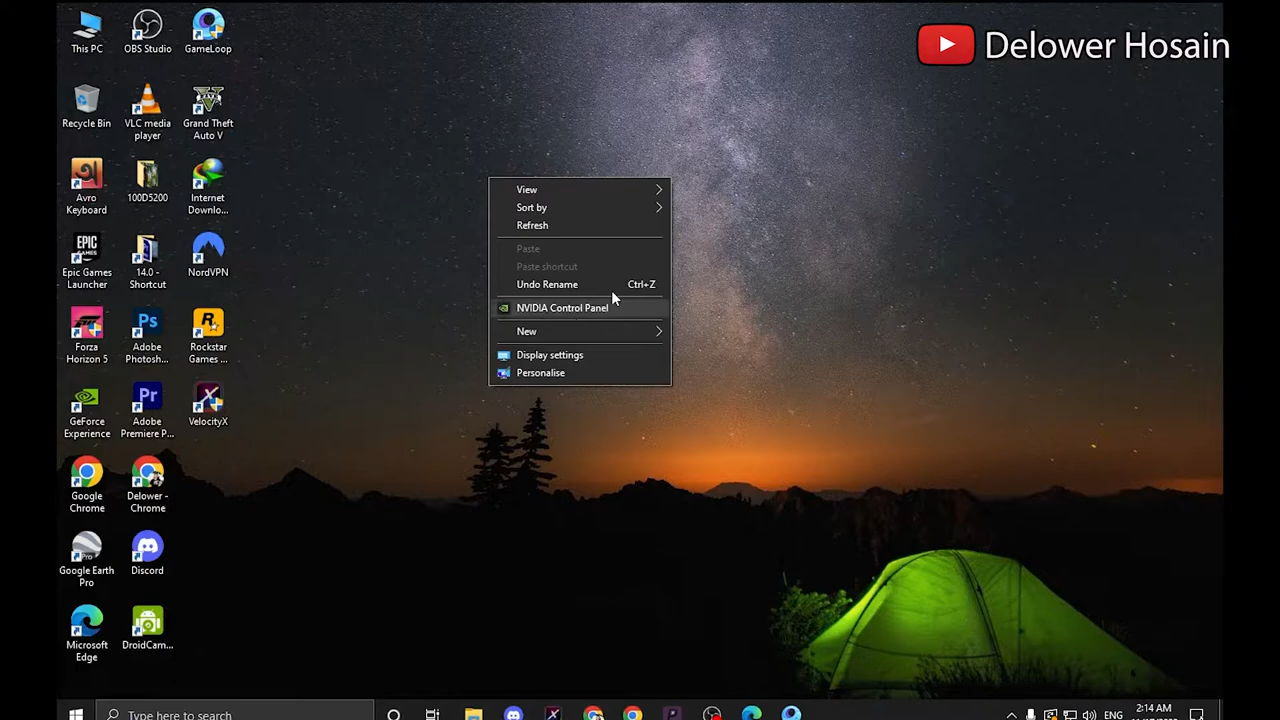 Delower Hosain
This PC
OBS Studio
GameLoop
Recycle Bin
VLC media
player
Grand Theft
Auto V
Avro
Keyboard
100D5200
Internet
Downlo...
Epic Games
Launcher
14.0 -
Shortcut
NordVPN
Forza
Horizon 5
Adobe
Photosh...
Rockstar
Games ...
GeForce
Experience
Adobe
Premiere P...
VelocityX
Google
Chrome
Delower -
Chrome
Google Earth
Pro
Discord
Microsoft
Edge
DroidCam...
View
Sort by
Refresh
Paste
Paste shortcut
Undo Rename Ctrl+Z
NVIDIA Control Panel
New
Display settings
Personalise
Type here to search
ENG
2:14 AM